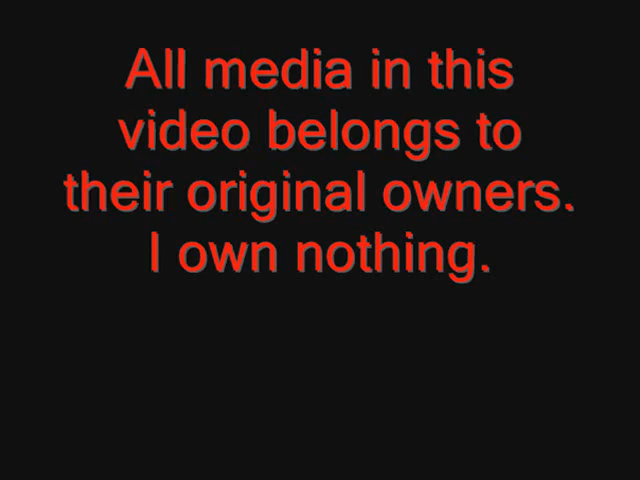 All media in this
video belongs to
their original owners.
I own nothing.